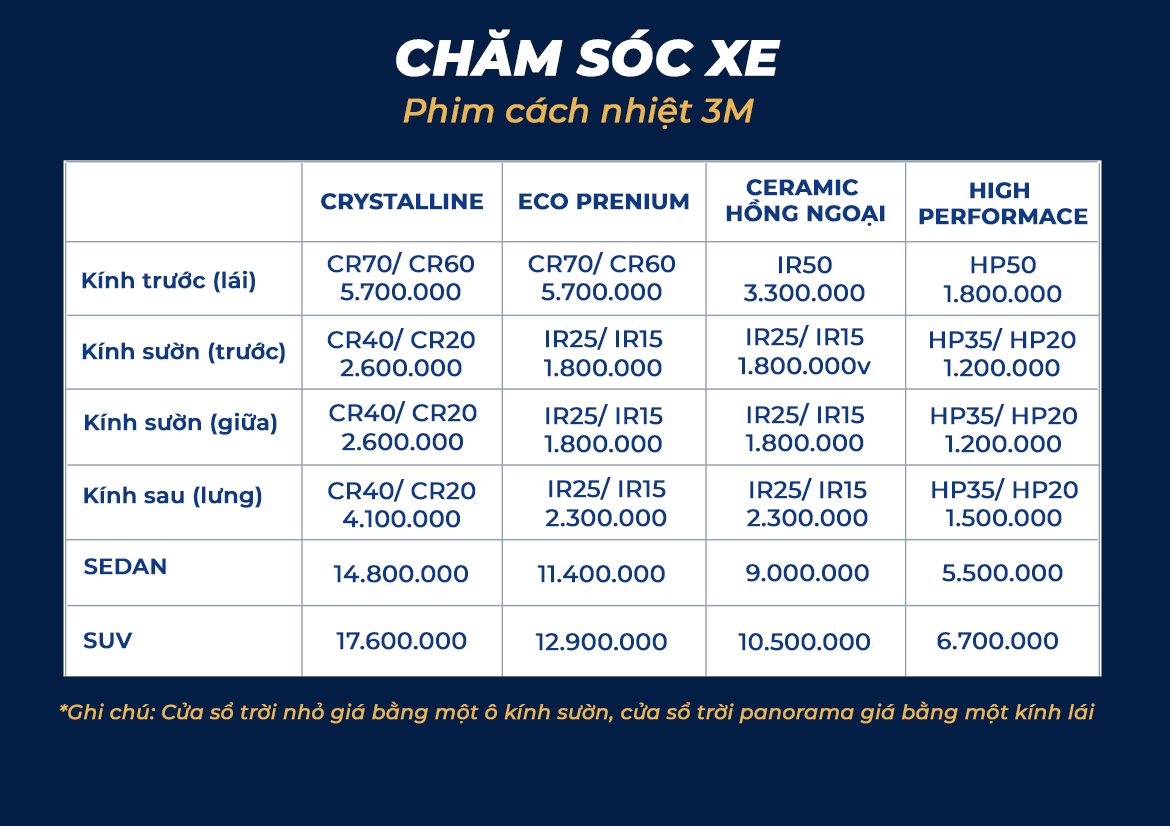 CHĂM SÓC XE
Phim cách nhiệt 3M
CRYSTALLINE
ECO PRENIUM
CERAMIC
HỒNG NGOẠI
HIGH
PERFORMACE
Kính trước (lái)
CR70/ CR60
5.700.000
CR70/ CR60
5.700.000
IR50
3.300.000
HP50
1.800.000
Kính sườn (trước)
CR40/ CR20
2.600.000
IR25/ IR15
1.800.000
IR25/ IR15
1.800.000v
HP35/ HP20
1.200.000
Kính sườn (giữa)
CR40/ CR20
2.600.000
IR25/ IR15
1.800.000
IR25/ IR15
1.800.000
HP35/ HP20
1.200.000
Kính sau (lưng)
CR40/ CR20
4.100.000
IR25/ IR15
2.300.000
IR25/ IR15
2.300.000
HP35/ HP20
1.500.000
SEDAN
14.800.000
11.400.000
9.000.000
5.500.000
SUV
17.600.000
12.900.000
10.500.000
6.700.000
*Ghi chú: Cửa sổ trời nhỏ giá bằng một ô kính sườn, cửa sổ trời panorama giá bằng một kính lái